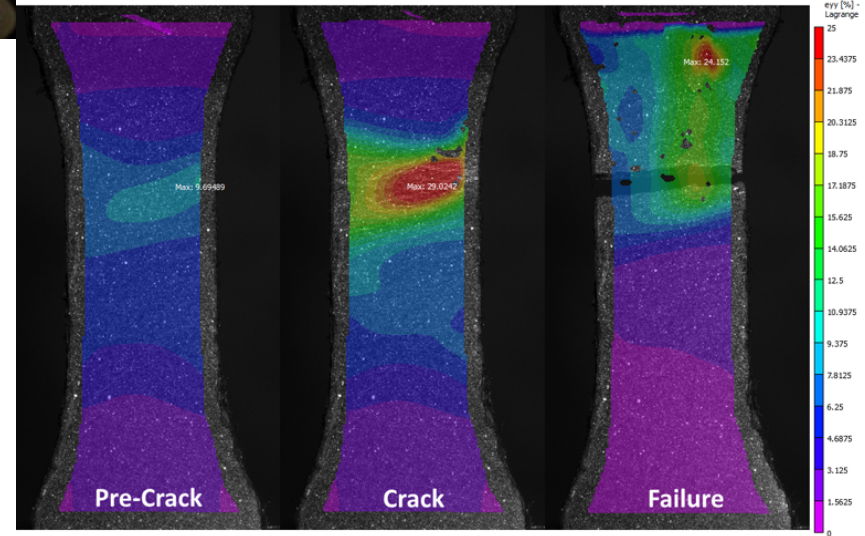 eyy [%] -
Lagrange
25
23.4375
21.875
20.3125
18.75
17.1875
15.625
14.0625
12.5
10.9375
9.375
7.8125
6.25
4.6875
3.125
1.5625
0
Max: 9.69489
Max: 29.0242
Max: 24.152
Pre-Crack
Crack
Failure